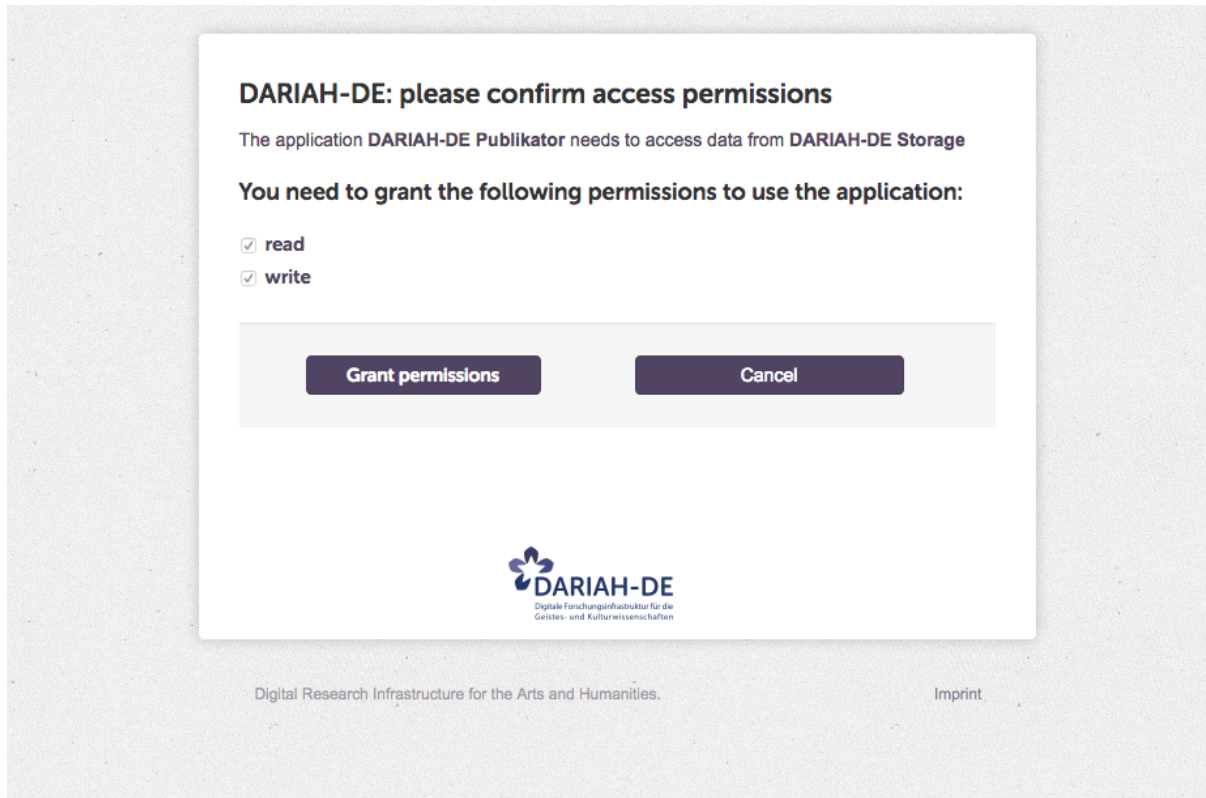 DARIAH-DE: please confirm access permissions
The application DARIAH-DE Publikator needs to access data from DARIAH-DE Storage
You need to grant the following permissions to use the application:
read
write
Grant permissions Cancel
DARIAH-DE
Digitale Forschungsinfrastruktur für die
Geistes- und Kulturwissenschaften
Digital Research Infrastructure for the Arts and Humanities. Imprint